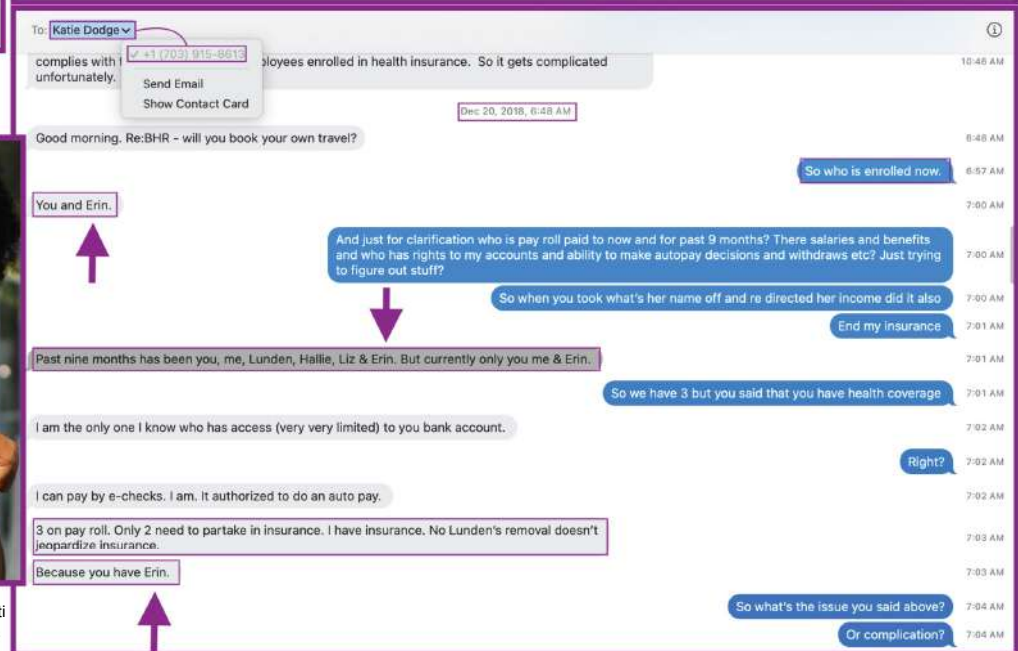 To: Katie Dodge
✓ +1 (703) 915-8613
Send Email
Show Contact Card
complies with
ployees enrolled in health insurance. So it gets complicated
unfortunately.
10:46 AM
Dec 20, 2018, 6:48 AM
Good morning. Re:BHR – will you book your own travel?
6:48 AM
So who is enrolled now.
6:57 AM
You and Erin.
7:00 AM
And just for clarification who is pay roll paid to now and for past 9 months? There salaries and benefits
and who has rights to my accounts and ability to make autopay decisions and withdraws etc? Just trying
to figure out stuff?
7:00 AM
So when you took what's her name off and re directed her income did it also
7:00 AM
End my insurance
7:01 AM
Past nine months has been you, me, Lunden, Hallie, Liz & Erin. But currently only you me & Erin.
7:01 AM
So we have 3 but you said that you have health coverage
7:01 AM
I am the only one I know who has access (very very limited) to you bank account.
7:02 AM
Right?
7:02 AM
I can pay by e-checks. I am. It authorized to do an auto pay.
7:02 AM
3 on pay roll. Only 2 need to partake in insurance. I have insurance. No Lunden's removal doesn't
jeopardize insurance.
7:03 AM
Because you have Erin.
7:03 AM
So what's the issue you said above?
7:04 AM
Or complication?
7:04 AM
ti